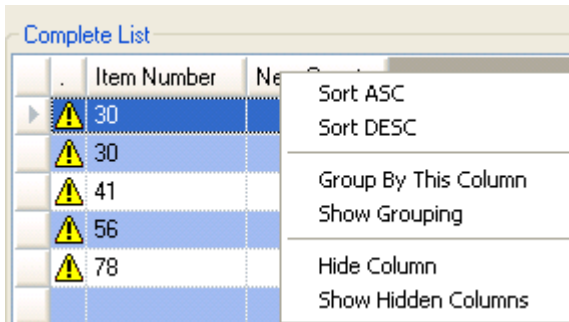 Complete List
. Item Number
30
30
41
56
78
Sort ASC
Sort DESC
Group By This Column
Show Grouping
Hide Column
Show Hidden Columns